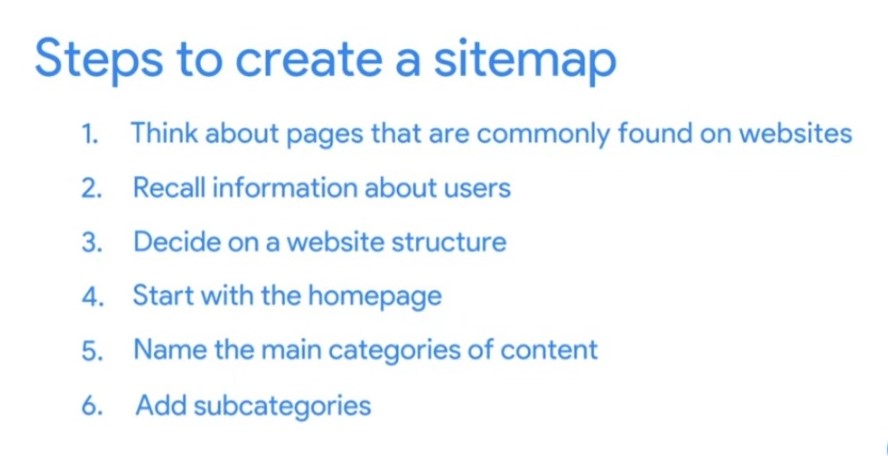 Steps to create a sitemap
1. Think about pages that are commonly found on websites
2. Recall information about users
3. Decide on a website structure
4. Start with the homepage
5. Name the main categories of content
6. Add subcategories